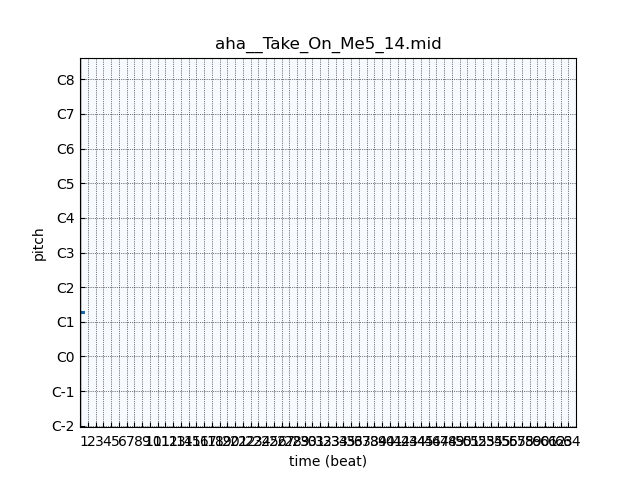 aha__Take_On_Me5_14.mid
C8
C7
C6
C5
C4
C3
C2
C1
C0
C-1
C-2
pitch
time (beat)